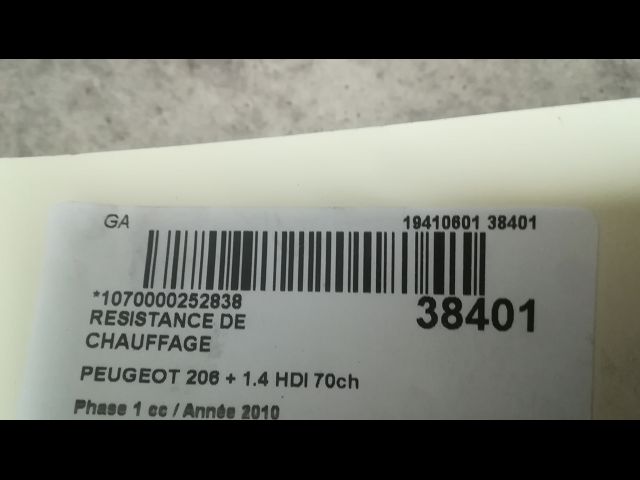 GA 19410601 38401
*1070000252838 38401
RESISTANCE DE
CHAUFFAGE
PEUGEOT 206 + 1.4 HDI 70ch
Phase 1 cc / Année 2010